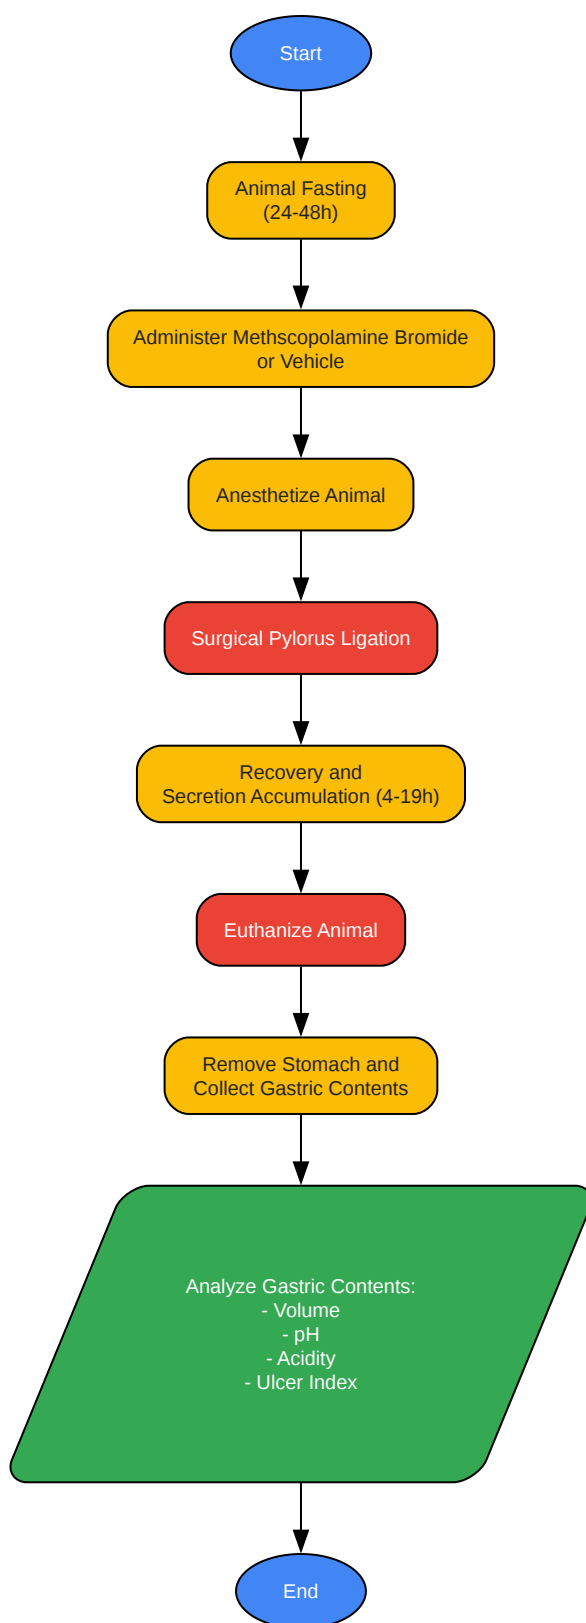 Start
Animal Fasting
(24-48h)
Administer Methscopolamine Bromide
or Vehicle
Anesthetize Animal
Surgical Pylorus Ligation
Recovery and
Secretion Accumulation (4-19h)
Euthanize Animal
Remove Stomach and
Collect Gastric Contents
Analyze Gastric Contents:
- Volume
- pH
- Acidity
- Ulcer Index
End